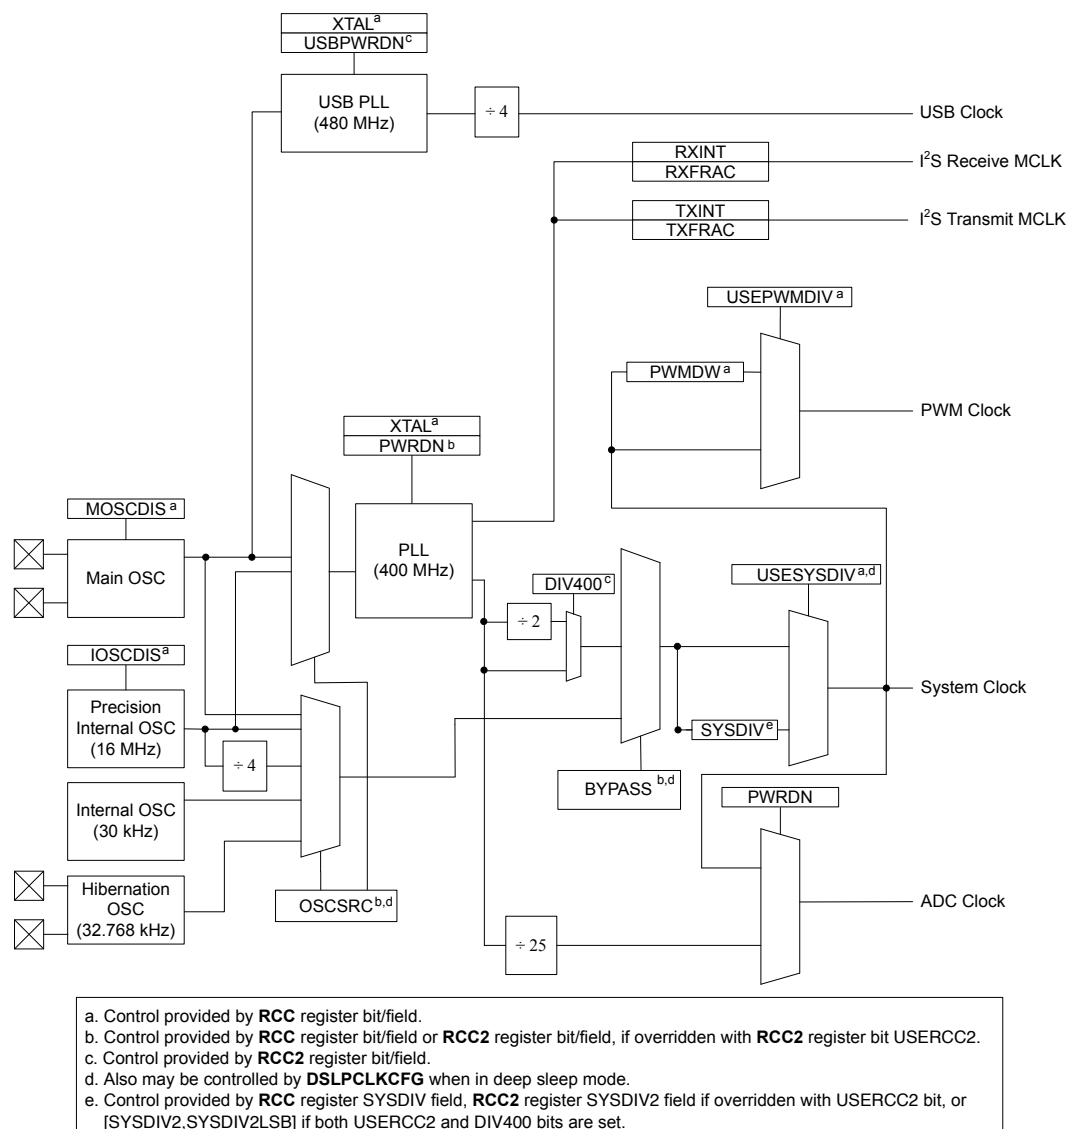 XTALa
USBPWRDNc
USB PLL
(480 MHz)
÷ 4
USB Clock
RXINT
RXFRAC
I2S Receive MCLK
TXINT
TXFRAC
I2S Transmit MCLK
USEPWMDIV a
PWMDW a
PWM Clock
XTALa
PWRDN b
MOSCDIS a
Main OSC
PLL
(400 MHz)
DIV400c
USESYSDIV a,d
÷ 2
IOSCDISa
Precision
Internal OSC
(16 MHz)
÷ 4
System Clock
SYSDIV e
BYPASS b,d
PWRDN
Internal OSC
(30 kHz)
Hibernation
OSC
(32.768 kHz)
OSCSRCb,d
÷ 25
ADC Clock
a. Control provided by RCC register bit/field.
b. Control provided by RCC register bit/field or RCC2 register bit/field, if overridden with RCC2 register bit USERCC2.
c. Control provided by RCC2 register bit/field.
d. Also may be controlled by DSLPCLKCFG when in deep sleep mode.
e. Control provided by RCC register SYSDIV field, RCC2 register SYSDIV2 field if overridden with USERCC2 bit, or
[SYSDIV2,SYSDIV2LSB] if both USERCC2 and DIV400 bits are set.